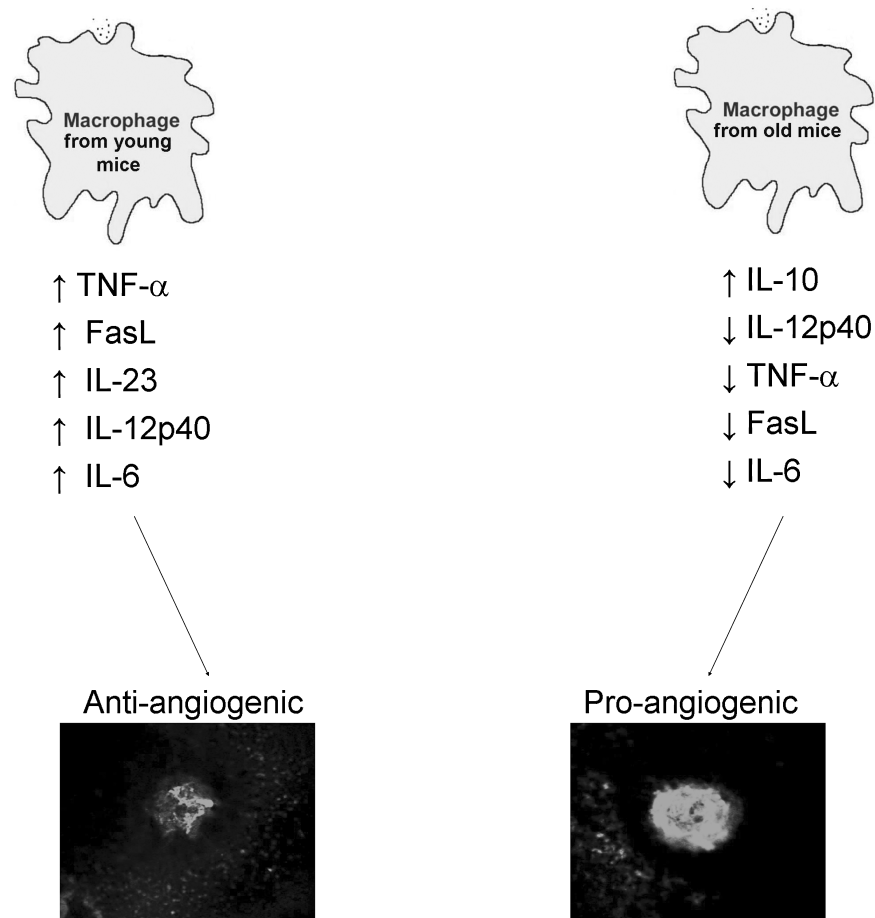 Macrophage
from young
mice
↑ TNF-α
↑ FasL
↑ IL-23
↑ IL-12p40
↑ IL-6
Anti-angiogenic
Macrophage
from old mice
↑ IL-10
↓ IL-12p40
↓ TNF-α
↓ FasL
↓ IL-6
Pro-angiogenic